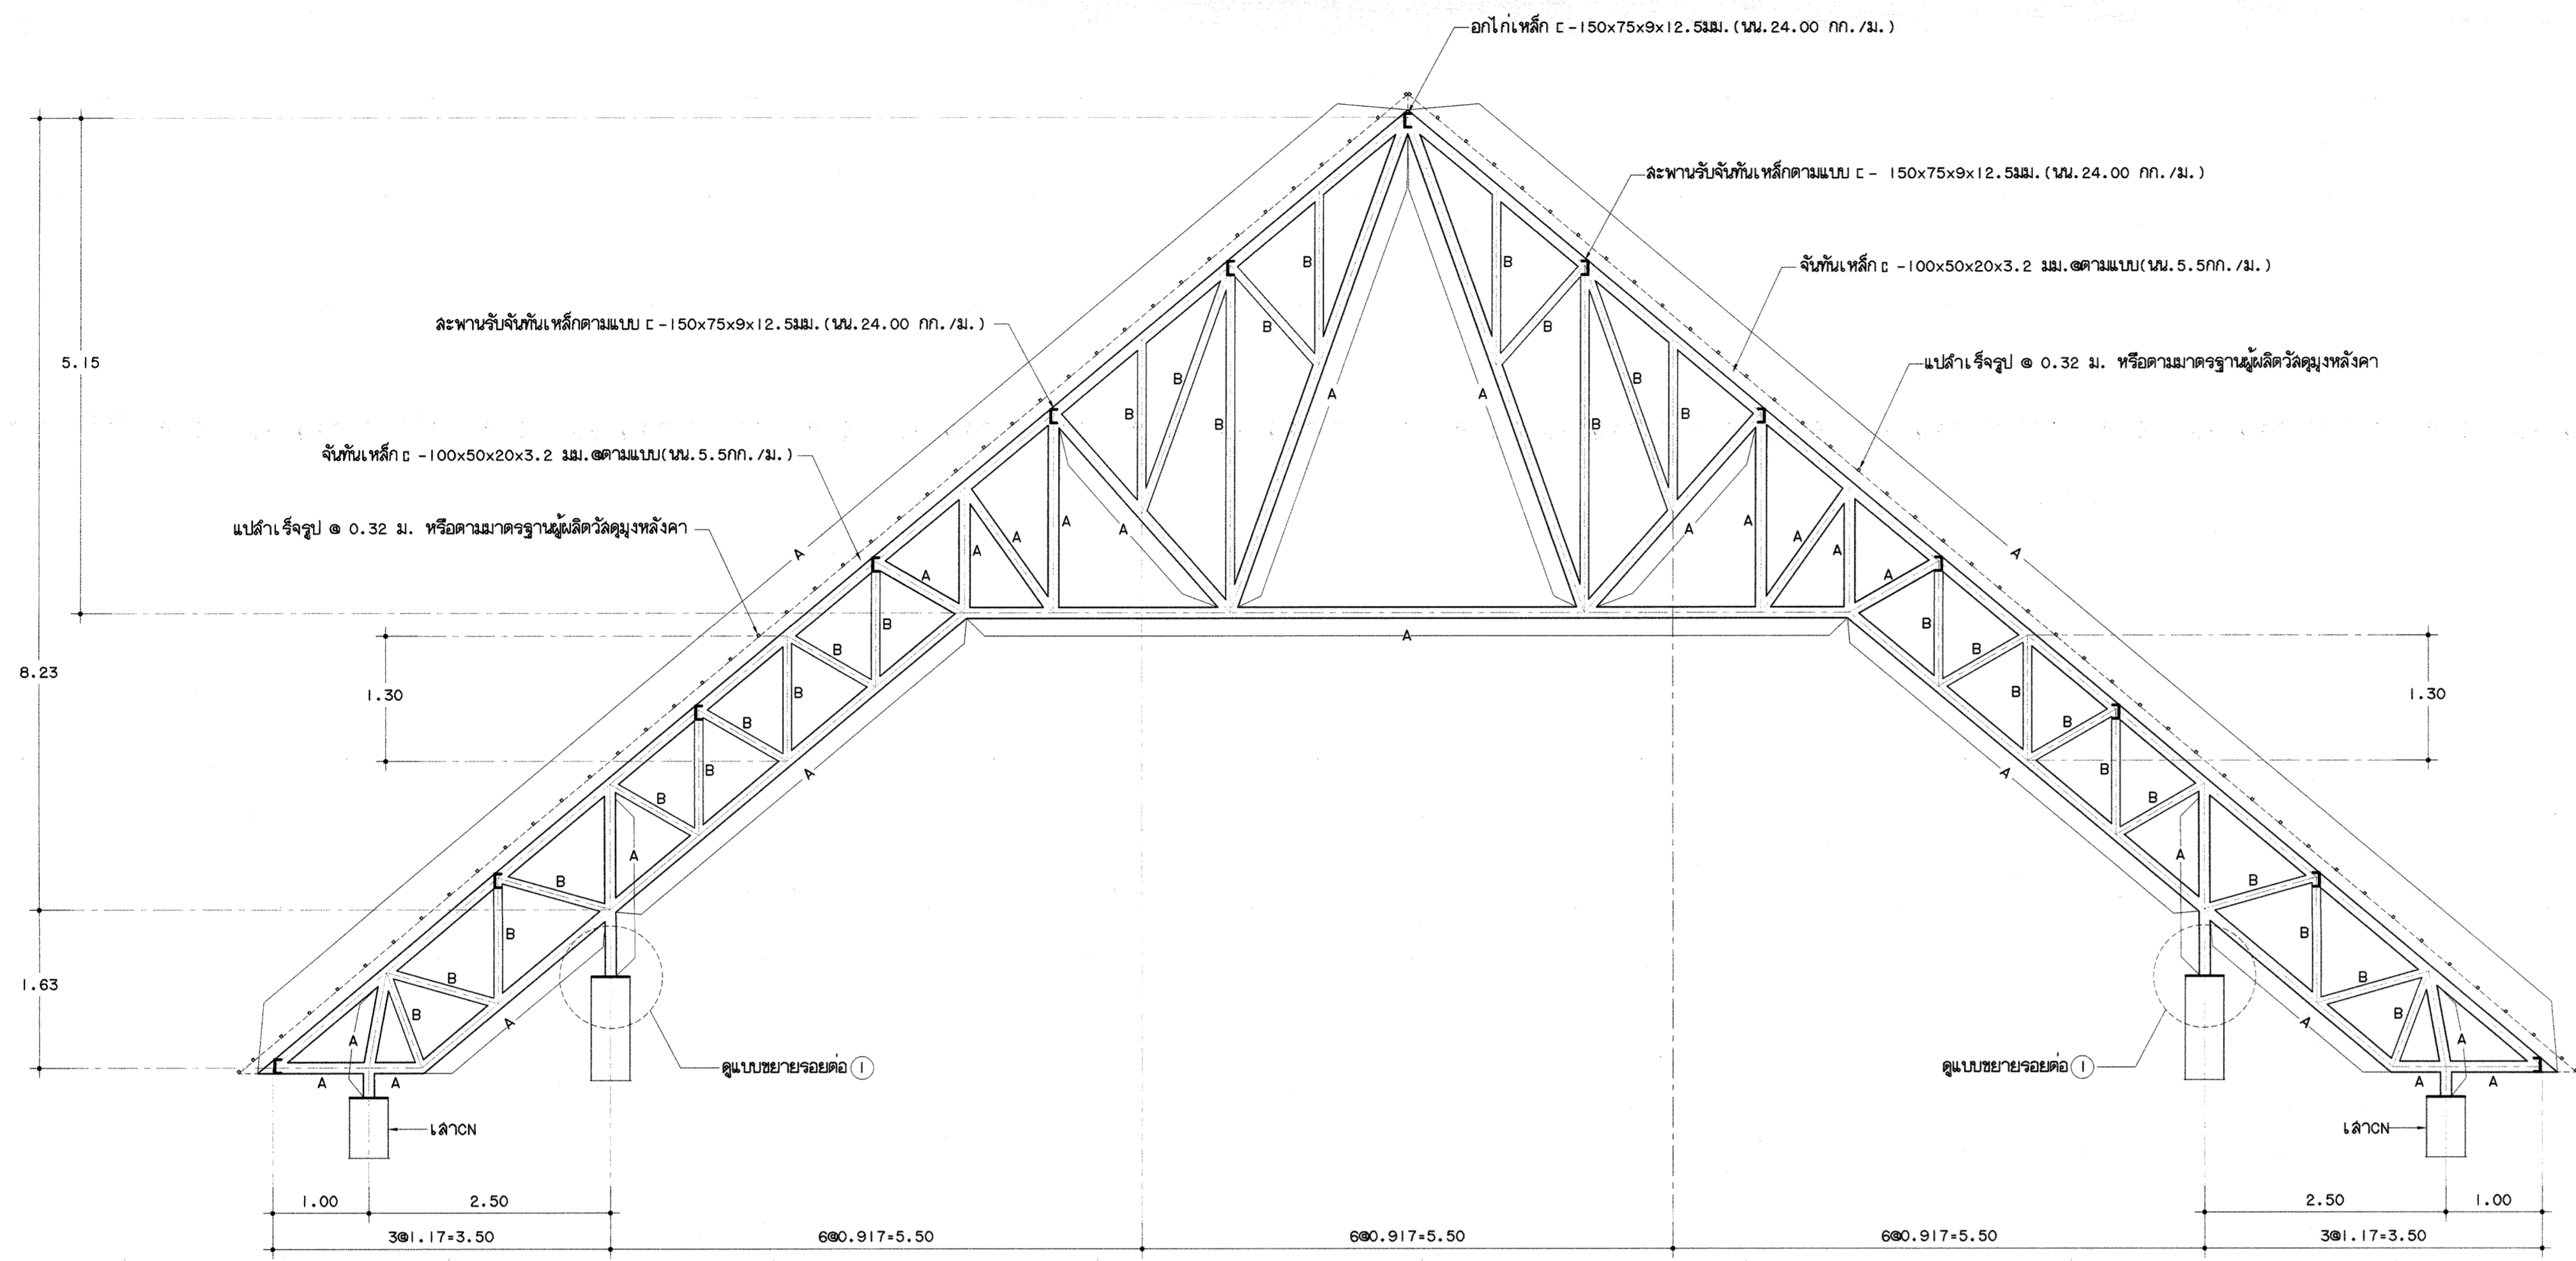 อกไก่เหล็ก [ -150x75x9x12.5มม.(นน.24.00 กก./ม.)
สะพานรับจันทันเหล็กตามแบบ [ - 150x75x9x12.5มม.(นน.24.00 กก./ม.)
จันทันเหล็ก [ -100x50x20x3.2 มม.@ตามแบบ(นน.5.5กก./ม.)
สะพานรับจันทันเหล็กตามแบบ [ -150x75x9x12.5มม.(นน.24.00 กก./ม.)
แปสำเร็จรูป @ 0.32 ม. หรือตามมาตรฐานผู้ผลิตวัสดุมุงหลังคา
จันทันเหล็ก [ -100x50x20x3.2 มม.@ตามแบบ(นน.5.5กก./ม.)
แปสำเร็จรูป @ 0.32 ม. หรือตามมาตรฐานผู้ผลิตวัสดุมุงหลังคา
B B
B B
B B B B
A A
B B
A A A A
A A A A
A A
A A
B B
B B
A
5.15
8.23
1.30 1.30
B B
B B
B B
A A
B B
B B
A A
B B
B B
B B
1.63
B B
A A
A A
A A A A
ดูแบบขยายรอยต่อ 1
ดูแบบขยายรอยต่อ 1
เสาCN
เสาCN
1.00 2.50 2.50 1.00
3@1.17=3.50 6@0.917=5.50 6@0.917=5.50 6@0.917=5.50 3@1.17=3.50